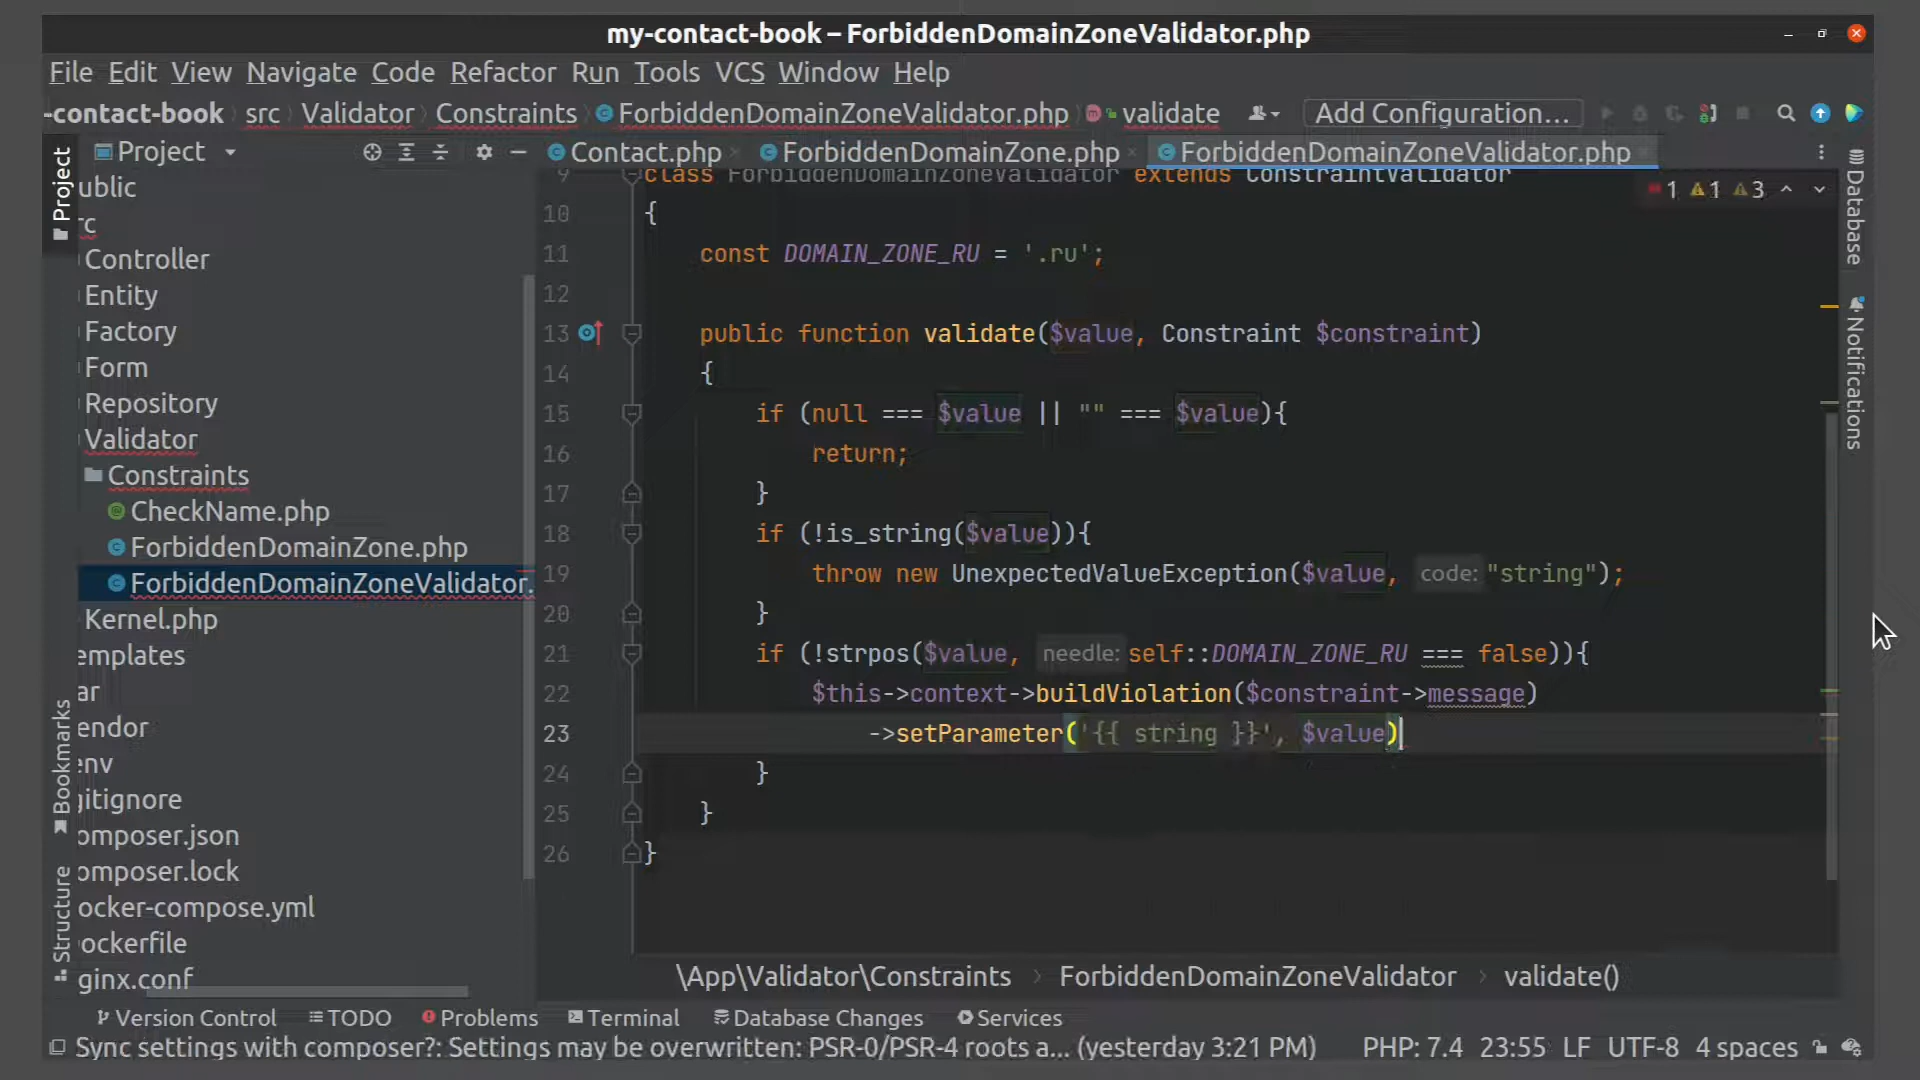 my-contact-book – ForbiddenDomainZoneValidator.php
File Edit View Navigate Code Refactor Run Tools VCS Window Help
-contact-book src Validator Constraints ForbiddenDomainZoneValidator.php validate Add Configuration...
Project
Project
Contact.php ForbiddenDomainZone.php ForbiddenDomainZoneValidator.php
1 1 3
Database
Notifications
ublic
rc
Controller
Entity
Factory
Form
Repository
Validator
Constraints
CheckName.php
ForbiddenDomainZone.php
ForbiddenDomainZoneValidator.
Kernel.php
emplates
ar
endor
env
gitignore
omposer.json
omposer.lock
ocker-compose.yml
ockerfile
ginx.conf
Bookmarks
Structure
9 class ForbiddenDomainZoneValidator extends ConstraintValidator
10 {
11 const DOMAIN_ZONE_RU = '.ru';
12
13 public function validate($value, Constraint $constraint)
14 {
15 if (null === $value || "" === $value){
16 return;
17 }
18 if (!is_string($value)){
19 throw new UnexpectedValueException($value, code: "string");
20 }
21 if (!strpos($value, needle: self::DOMAIN_ZONE_RU === false)){
22 $this->context->buildViolation($constraint->message)
23 ->setParameter('{{ string }}', $value)
24 }
25 }
26 }
\App\Validator\Constraints ForbiddenDomainZoneValidator validate()
Version Control TODO Problems Terminal Database Changes Services
Sync settings with composer?: Settings may be overwritten: PSR-0/PSR-4 roots a... (yesterday 3:21 PM) PHP: 7.4 23:55 LF UTF-8 4 spaces